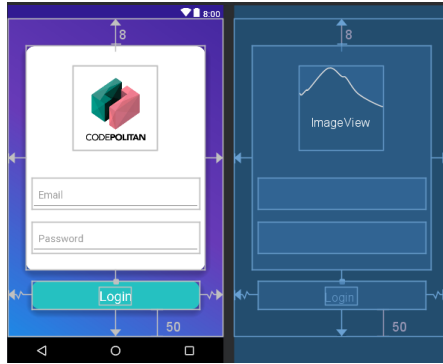 8:00
8
CODEPOLITAN
Email
Password
Login
50
8
ImageView
Login
50